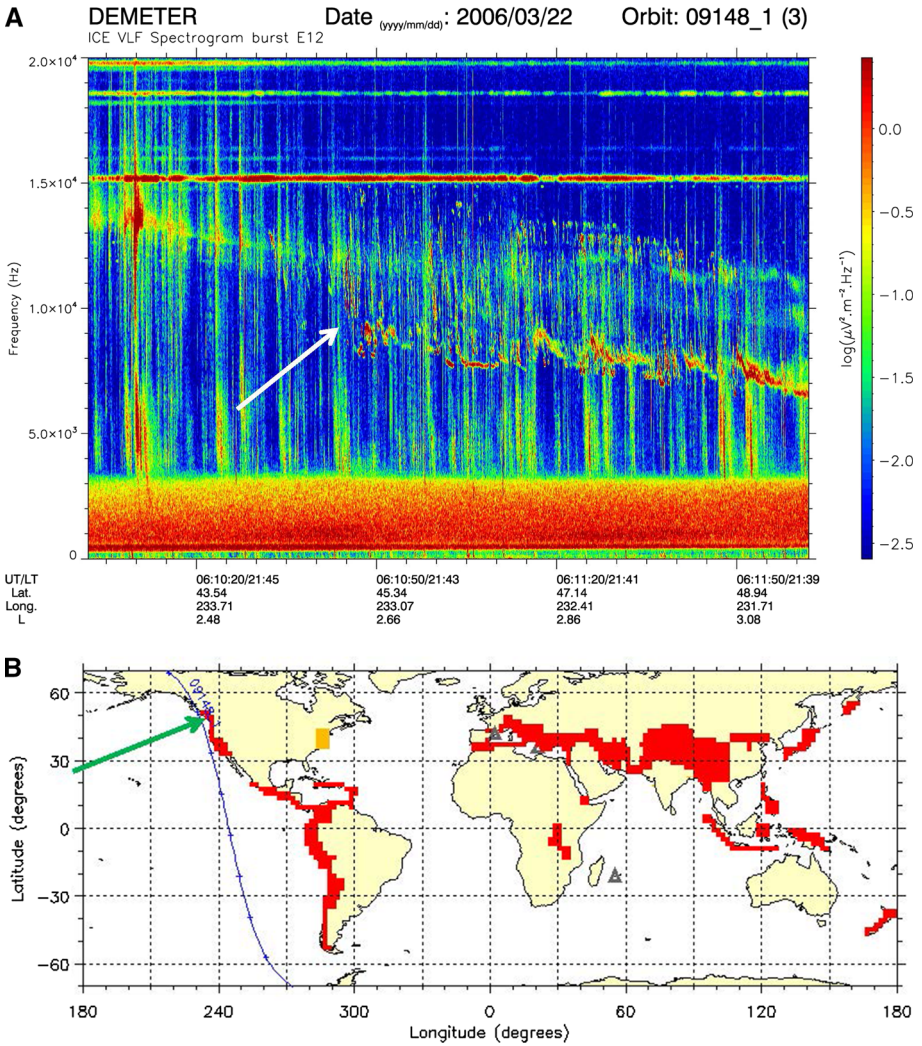 A DEMETER Date (yyyy/mm/dd): 2006/03/22 Orbit: 09148_1 (3)
ICE VLF Spectrogram burst E12
2.0×10⁴
1.5×10⁴
1.0×10⁴
5.0×10³
0
Frequency (Hz)
0.0
−0.5
−1.0
−1.5
−2.0
−2.5
log(μV².m⁻².Hz⁻¹)
UT/LT 06:10:20/21:45 06:10:50/21:43 06:11:20/21:41 06:11:50/21:39
Lat. 43.54 45.34 47.14 48.94
Long. 233.71 233.07 232.41 231.71
L 2.48 2.66 2.86 3.08
B
60
30
0
−30
−60
Latitude (degrees)
180 240 300 0 60 120 180
Longitude (degrees)